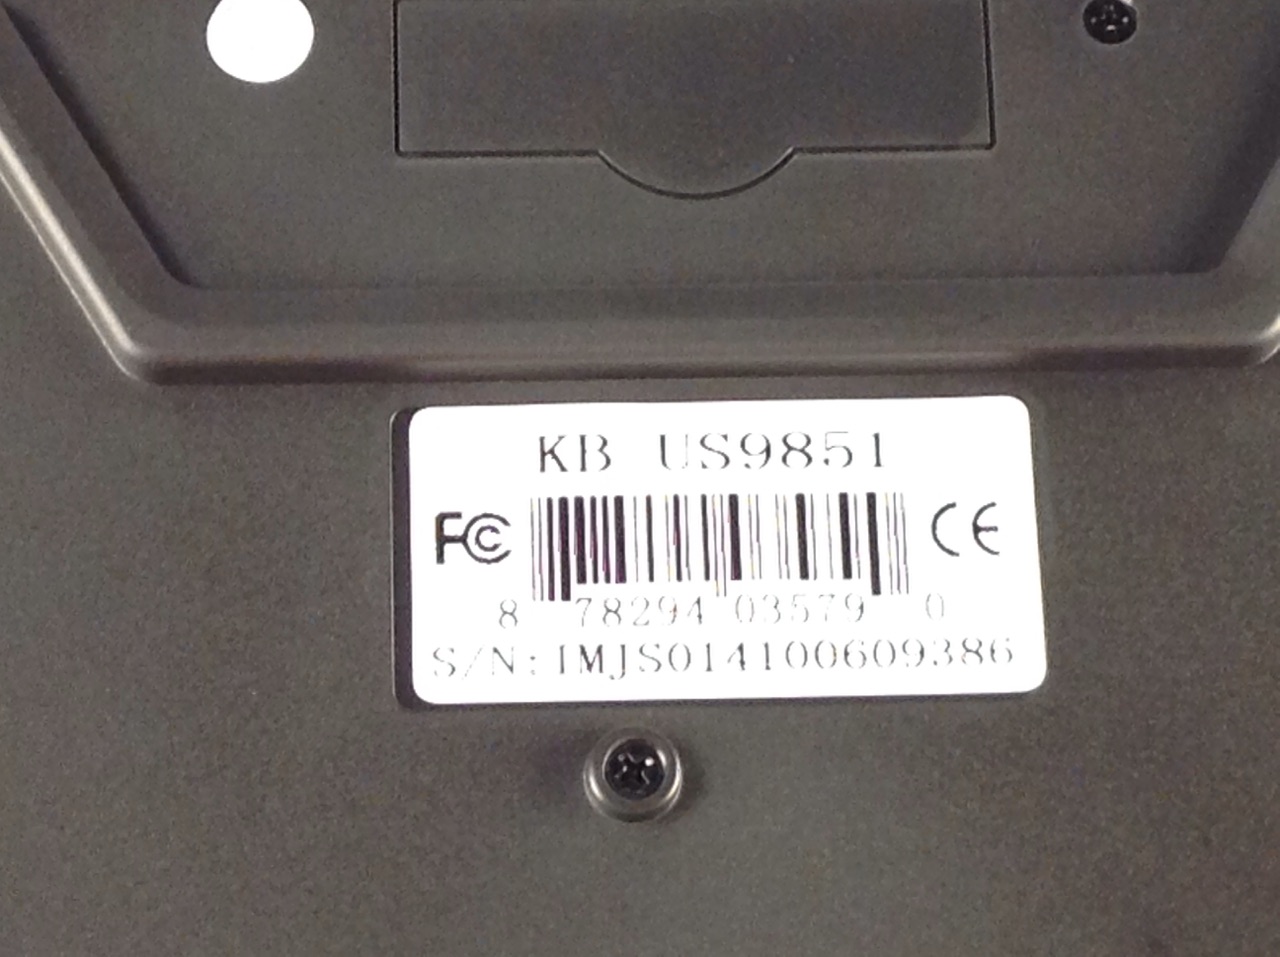 KB US9851
FC CE
8 78294 03579 0
S/N: IMJS014100609386